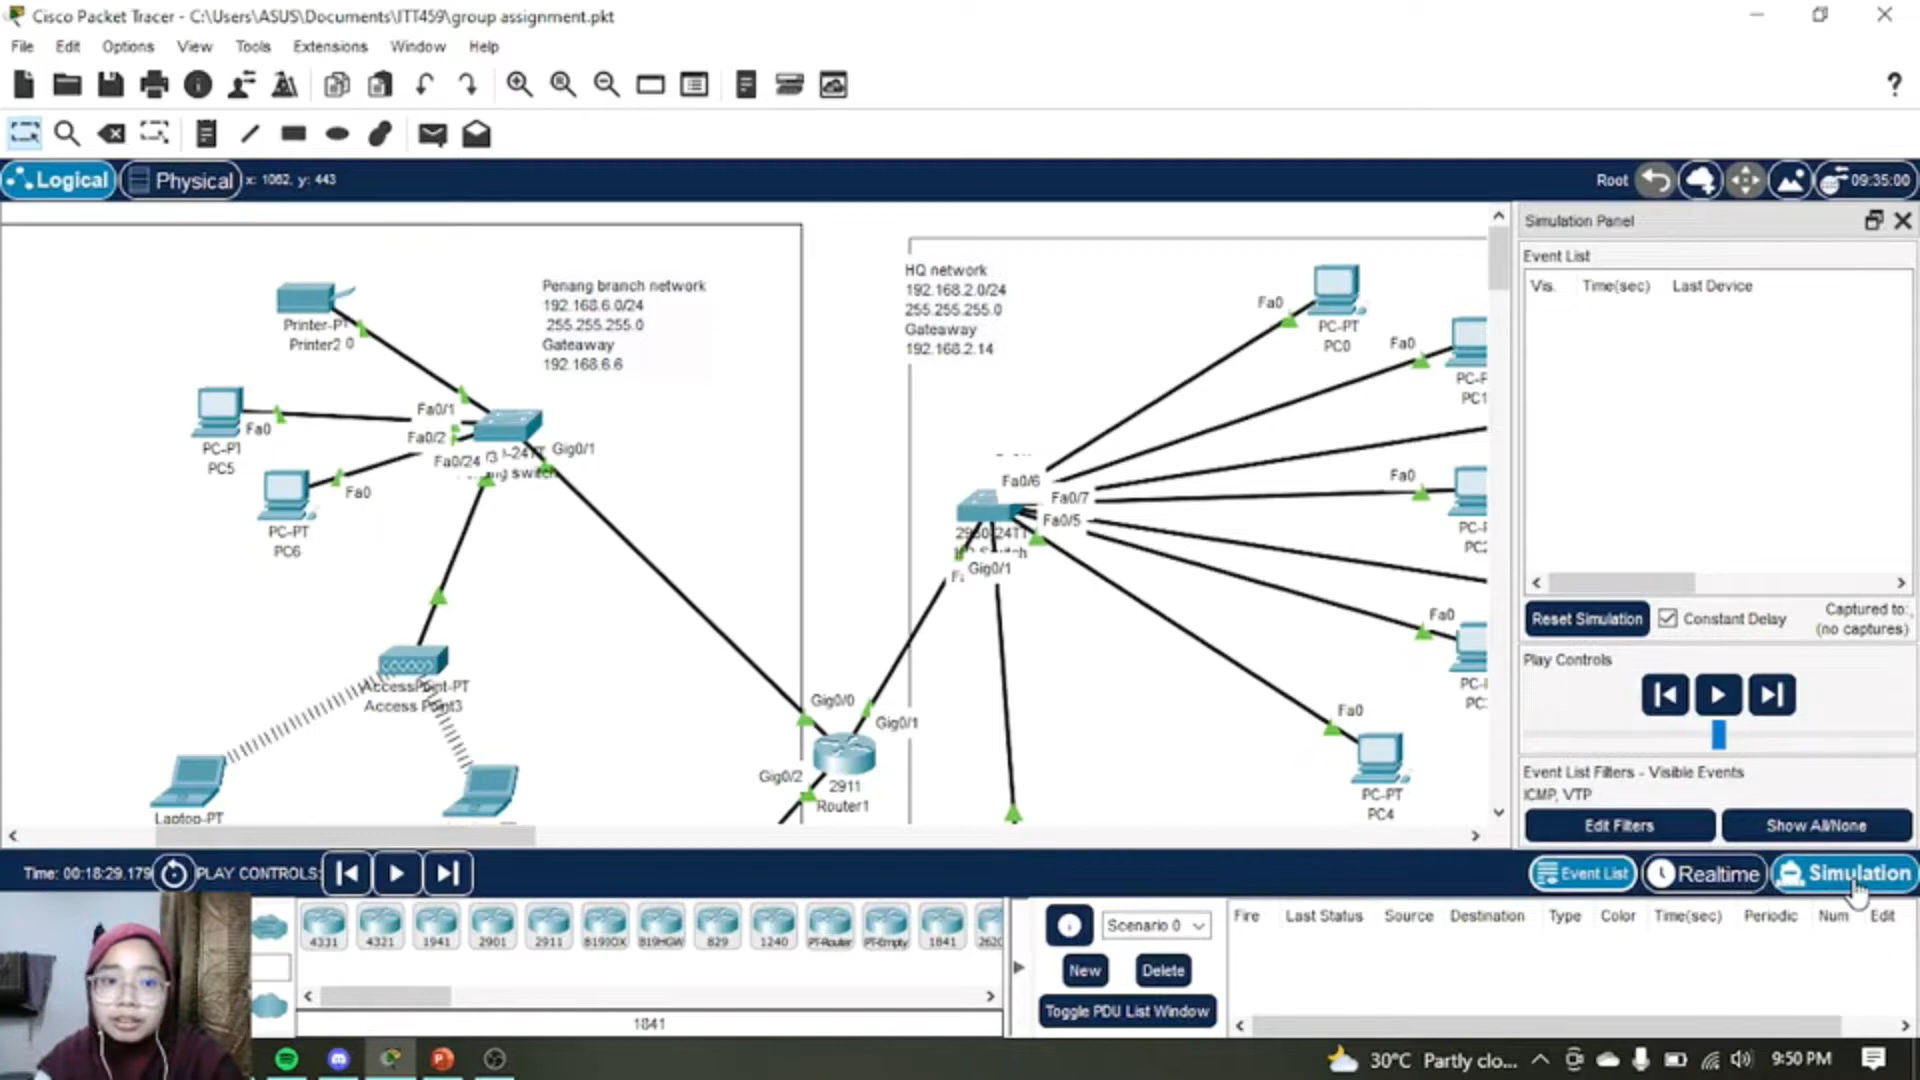 Cisco Packet Tracer - C:\Users\ASUS\Documents\ITT459\group assignment.pkt
File Edit Options View Tools Extensions Window Help
?
Logical Physical x: 1062, y: 443
Root 09:35:00
Simulation Panel
Event List
Vis. Time(sec) Last Device
Penang branch network
192.168.6.0/24
255.255.255.0
Gateaway
192.168.6.6
HQ network
192.168.2.0/24
255.255.255.0
Gateaway
192.168.2.14
Printer-PT
Printer2 0
Fa0
PC-PT
PC5
Fa0
PC-PT
PC6
Fa0/1
Fa0/2
Fa0/24
Gig0/1
switch
AccessPoint-PT
Access Point3
Laptop-PT
Gig0/0
Gig0/1
Gig0/2
2911
Router1
Fa0/6
Fa0/7
Fa0/5
Gig0/1
Fa0
PC-PT
PC0
Fa0
PC1
Fa0
Fa0
Fa0
PC-PT
PC4
Reset Simulation Constant Delay Captured to:
(no captures)
Play Controls
Event List Filters - Visible Events
ICMP, VTP
Edit Filters Show All/None
Time: 00:18:29.179 PLAY CONTROLS:
Event List Realtime Simulation
4331 4321 1941 2901 2911 819IOX 819HGW 829 1240 PT-Router PT-Empty 1841
1841
Scenario 0
New Delete
Toggle PDU List Window
Fire Last Status Source Destination Type Color Time(sec) Periodic Num Edit
30°C Partly clo... 9:50 PM